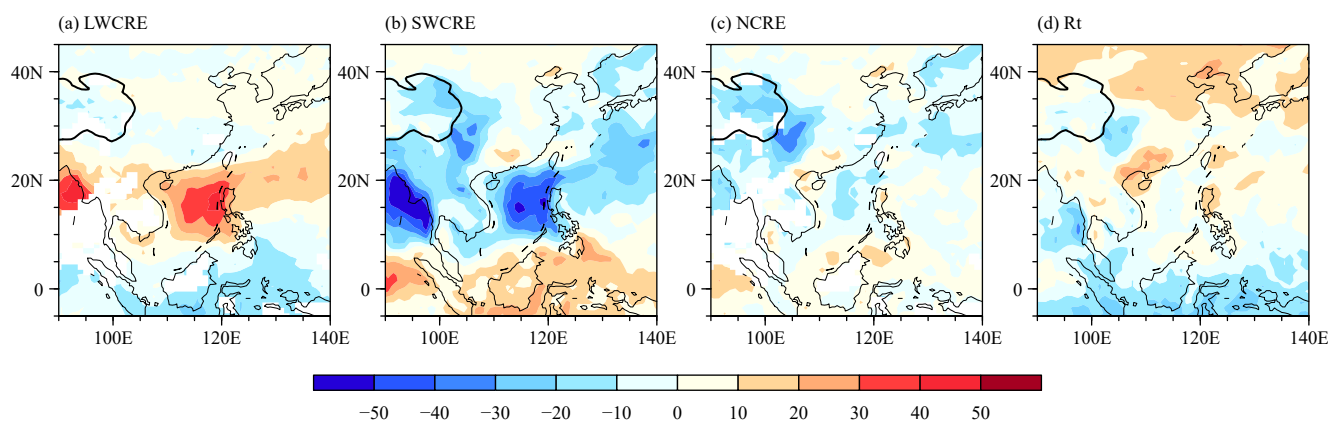 (a) LWCRE (b) SWCRE (c) NCRE (d) Rt
40N 40N 40N 40N
20N 20N 20N 20N
0 0 0 0
100E 120E 140E 100E 120E 140E 100E 120E 140E 100E 120E 140E
−50 −40 −30 −20 −10 0 10 20 30 40 50